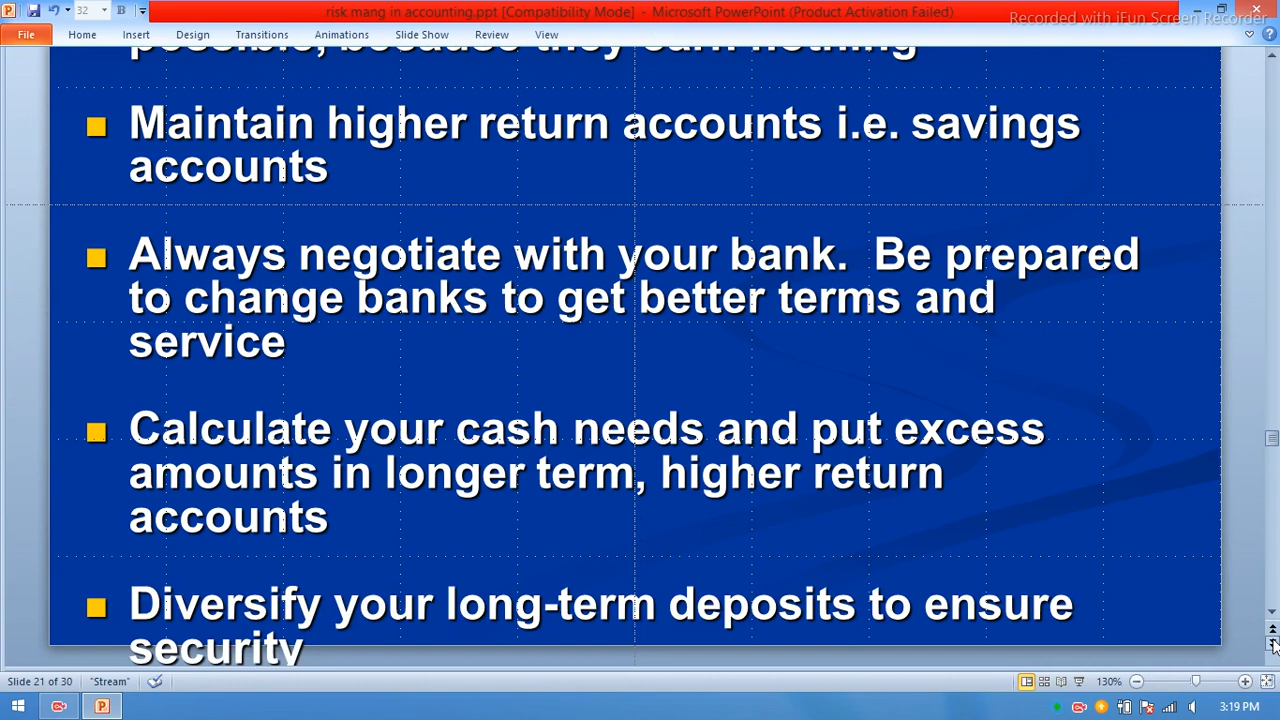 risk mang in accounting.ppt [Compatibility Mode] - Microsoft PowerPoint (Product Activation Failed)
Recorded with iFun Screen Recorder
32 B
File Home Insert Design Transitions Animations Slide Show Review View
possible, because they earn nothing
Maintain higher return accounts i.e. savings
accounts
Always negotiate with your bank. Be prepared
to change banks to get better terms and
service
Calculate your cash needs and put excess
amounts in longer term, higher return
accounts
Diversify your long-term deposits to ensure
security
Slide 21 of 30 "Stream" 130%
3:19 PM